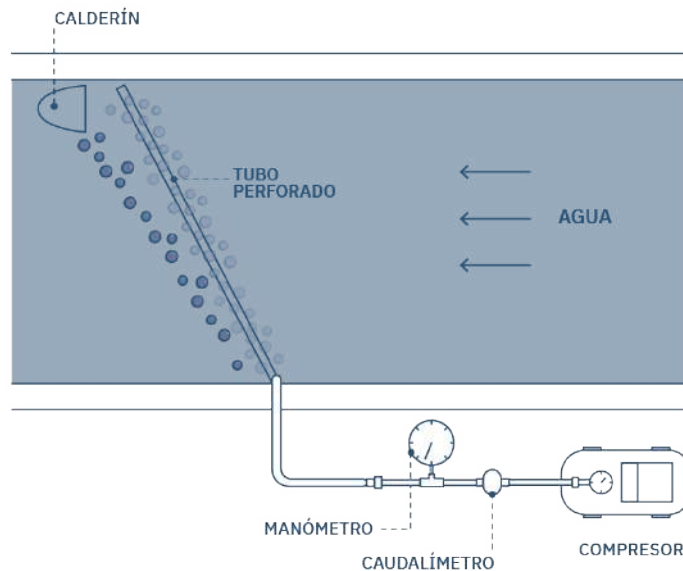 CALDERÍN
TUBO
PERFORADO
AGUA
MANÓMETRO
CAUDALÍMETRO
COMPRESOR